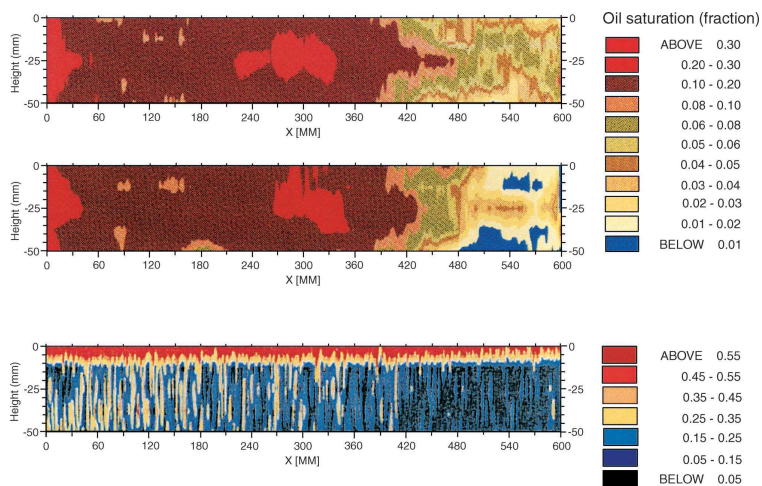 Oil saturation (fraction)
ABOVE 0.30
0.20 - 0.30
0.10 - 0.20
0.08 - 0.10
0.06 - 0.08
0.05 - 0.06
0.04 - 0.05
0.03 - 0.04
0.02 - 0.03
0.01 - 0.02
BELOW 0.01
Height (mm)
0
-25
-50
0
-25
-50
0 60 120 180 240 300 360 420 480 540 600
X [MM]
Height (mm)
0
-25
-50
0
-25
-50
0 60 120 180 240 300 360 420 480 540 600
X [MM]
Height (mm)
0
-25
-50
0
-25
-50
0 60 120 180 240 300 360 420 480 540 600
X [MM]
ABOVE 0.55
0.45 - 0.55
0.35 - 0.45
0.25 - 0.35
0.15 - 0.25
0.05 - 0.15
BELOW 0.05